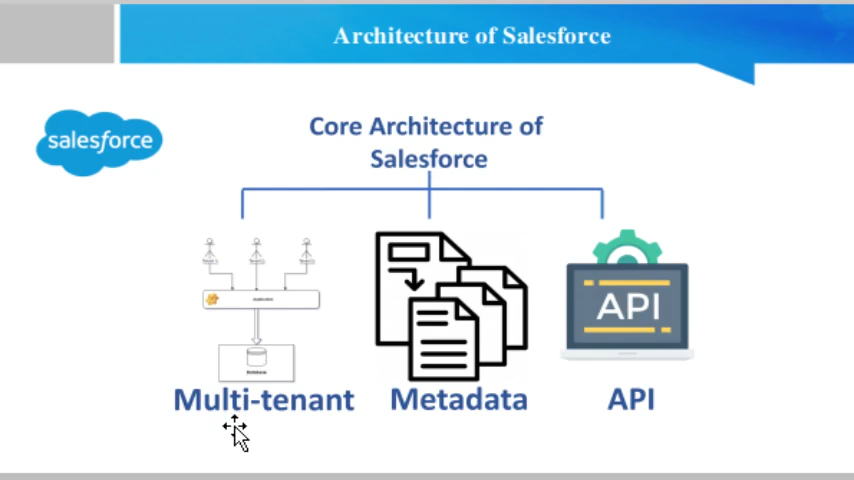 Architecture of Salesforce
salesforce
Core Architecture of
Salesforce
API
Multi-tenant
Metadata
API